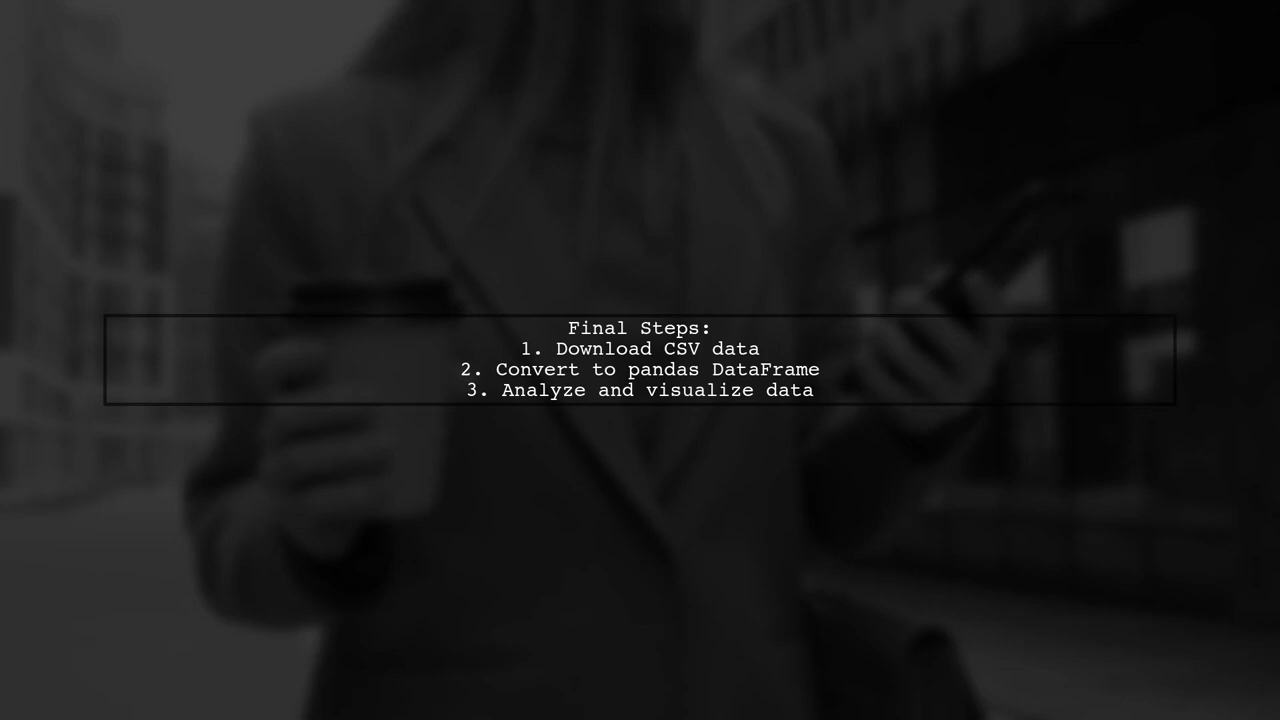 Final Steps:
1. Download CSV data
2. Convert to pandas DataFrame
3. Analyze and visualize data